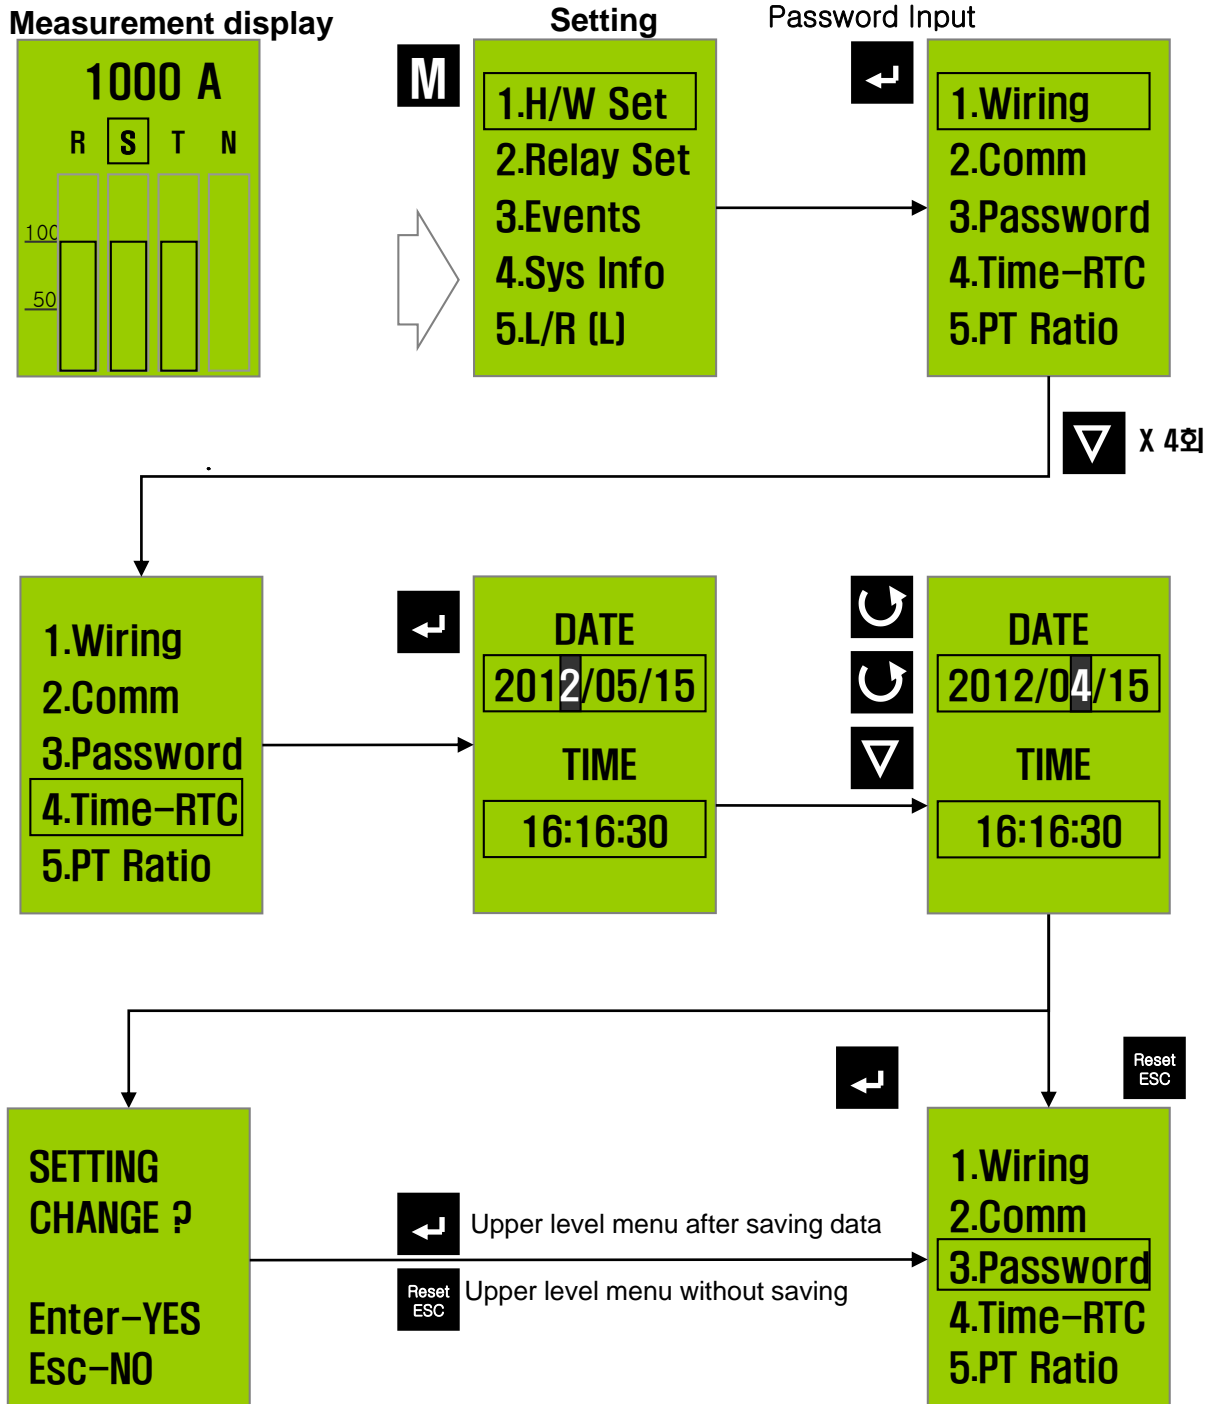 Measurement display
Setting
Password Input
1000 A
R S T N
100
50
M
1.H/W Set
2.Relay Set
3.Events
4.Sys Info
5.L/R (L)
1.Wiring
2.Comm
3.Password
4.Time-RTC
5.PT Ratio
X 4회
1.Wiring
2.Comm
3.Password
4.Time-RTC
5.PT Ratio
DATE
2012/05/15
TIME
16:16:30
DATE
2012/04/15
TIME
16:16:30
Reset
ESC
SETTING
CHANGE ?
Enter-YES
Esc-NO
Upper level menu after saving data
Reset
ESC
Upper level menu without saving
1.Wiring
2.Comm
3.Password
4.Time-RTC
5.PT Ratio